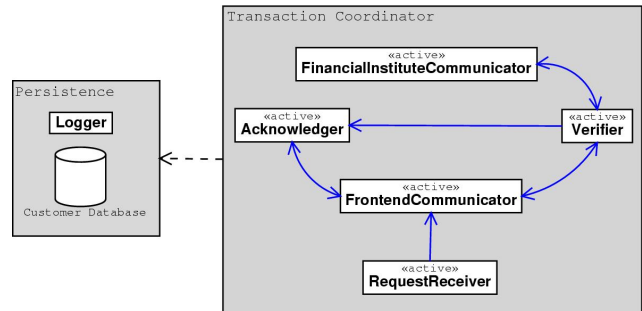 Transaction Coordinator
«active»
FinancialInstituteCommunicator
Persistence
Logger
Customer Database
«active»
Acknowledger
«active»
Verifier
«active»
FrontendCommunicator
«active»
RequestReceiver